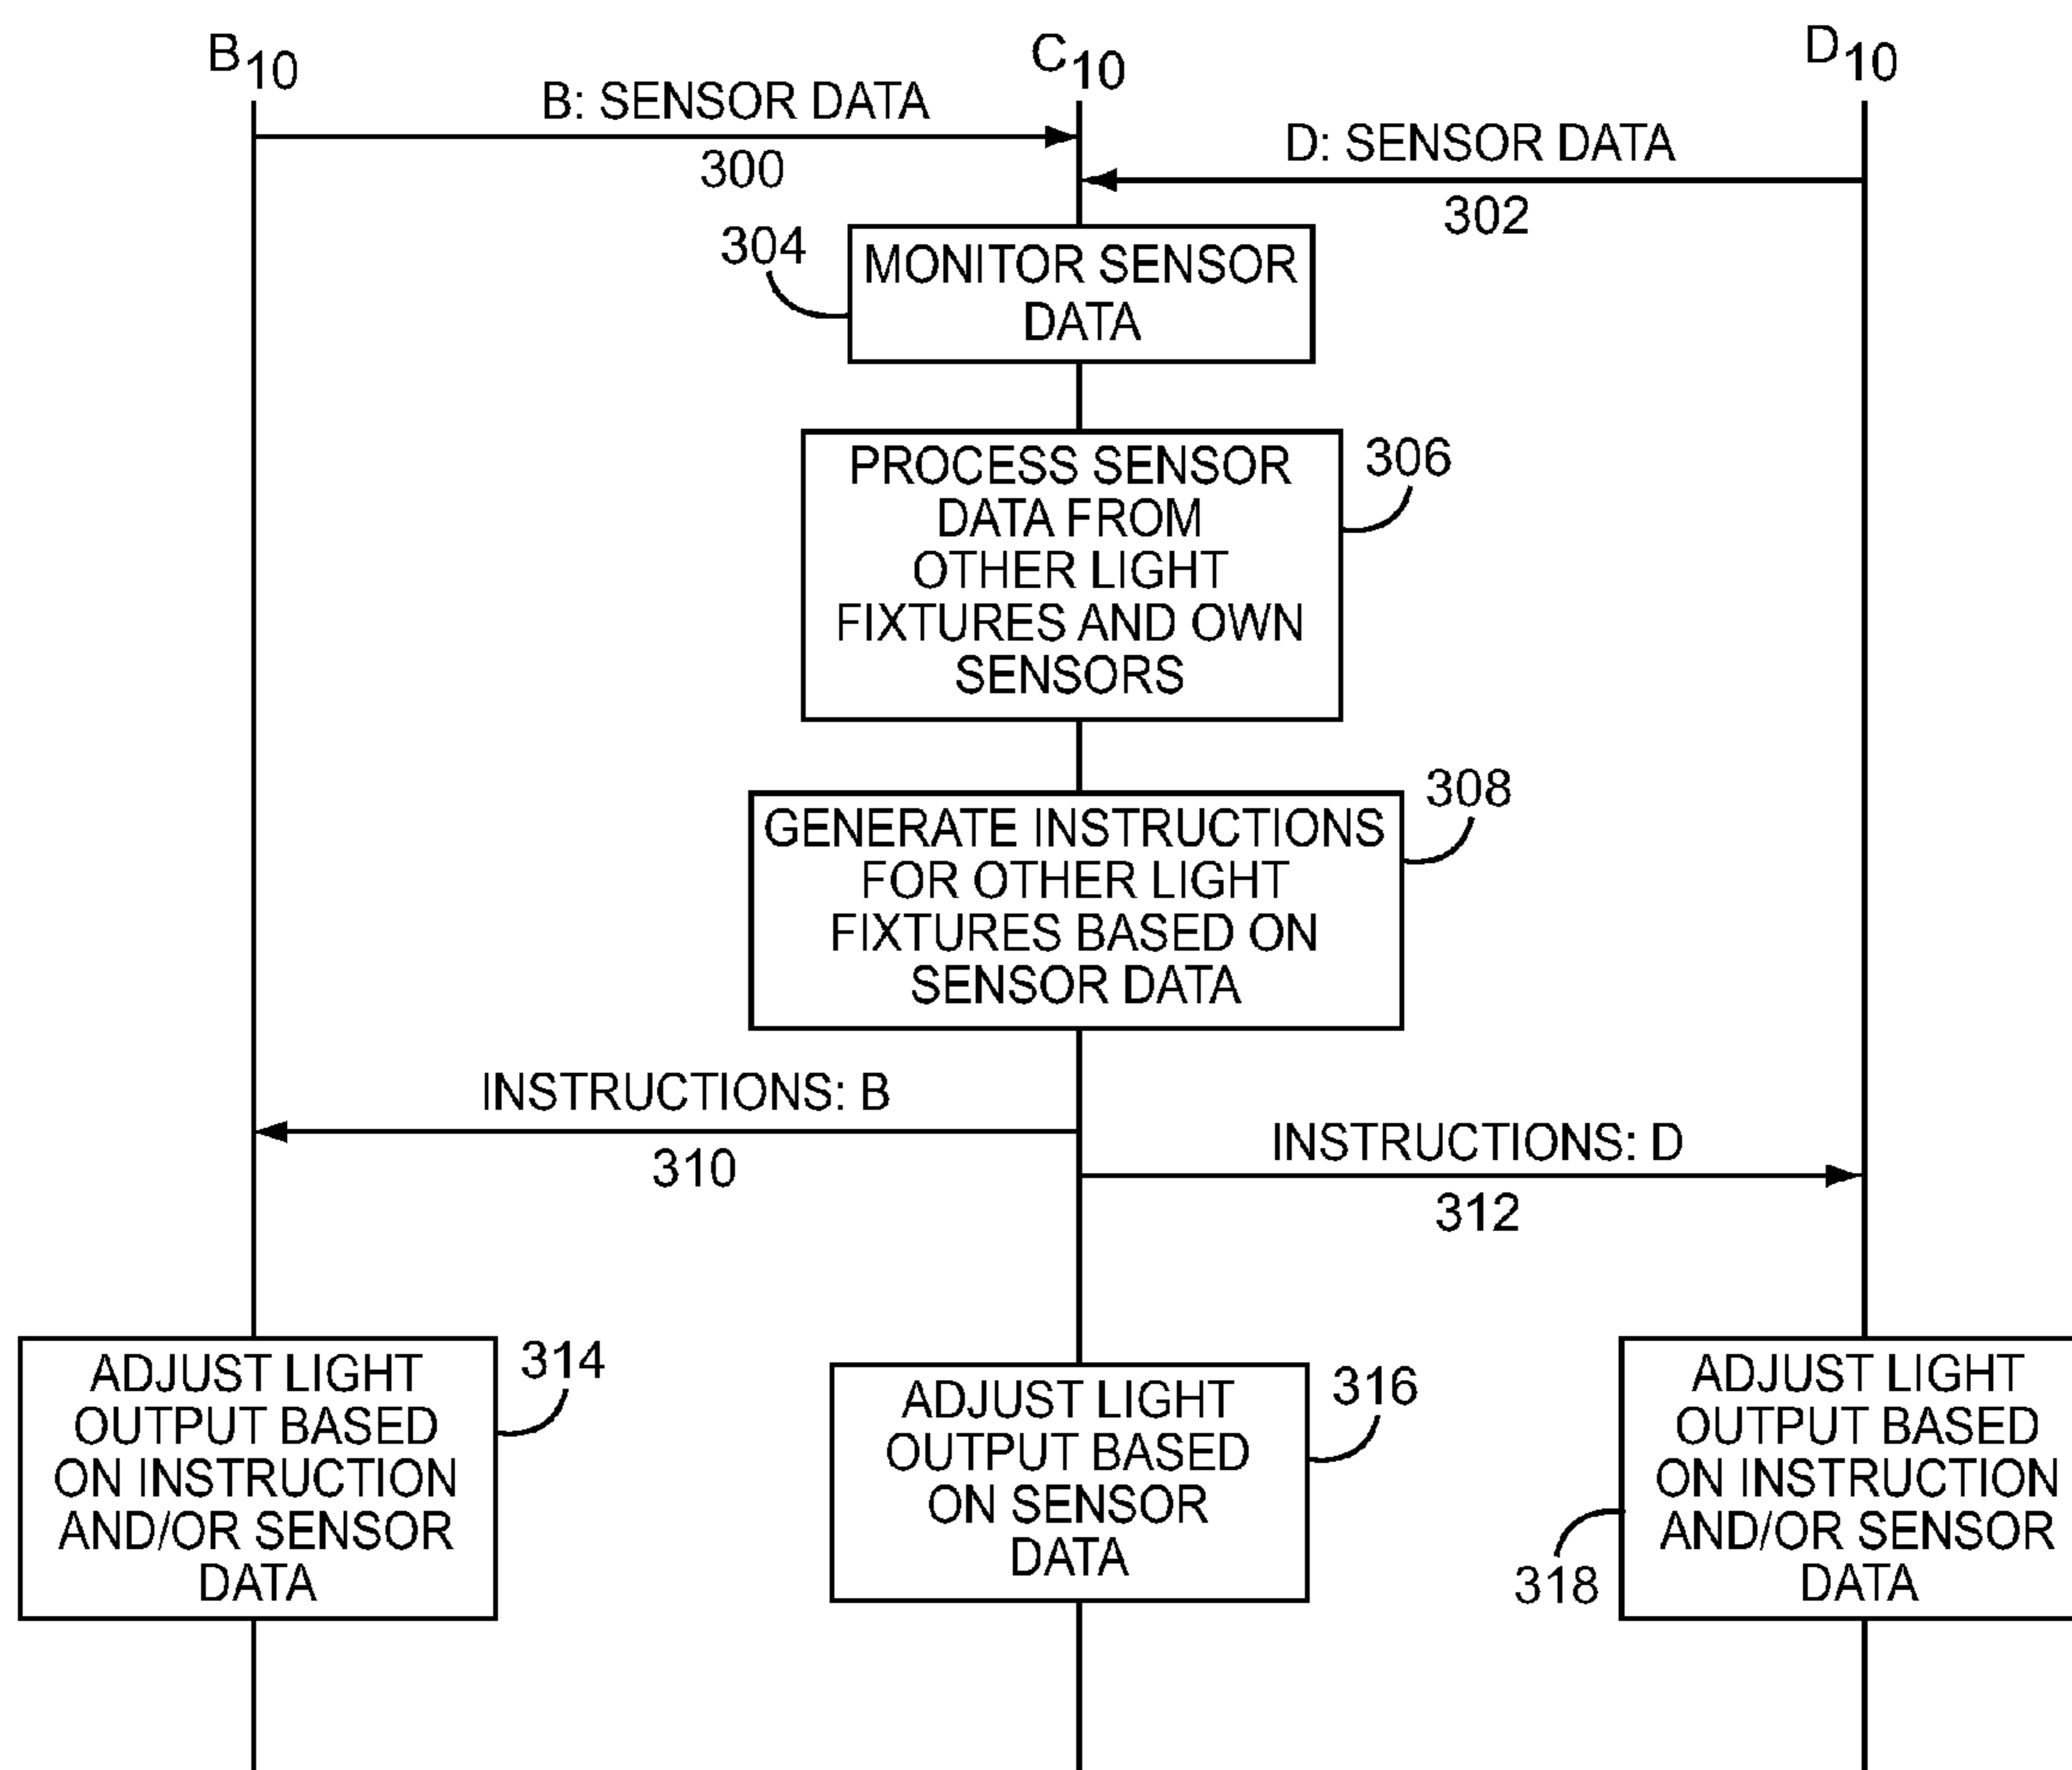 B10
C10
D10
B: SENSOR DATA
300
D: SENSOR DATA
302
304
MONITOR SENSOR
DATA
306
PROCESS SENSOR
DATA FROM
OTHER LIGHT
FIXTURES AND OWN
SENSORS
308
GENERATE INSTRUCTIONS
FOR OTHER LIGHT
FIXTURES BASED ON
SENSOR DATA
INSTRUCTIONS: B
310
INSTRUCTIONS: D
312
ADJUST LIGHT
OUTPUT BASED
ON INSTRUCTION
AND/OR SENSOR
DATA
314
ADJUST LIGHT
OUTPUT BASED
ON SENSOR
DATA
316
ADJUST LIGHT
OUTPUT BASED
ON INSTRUCTION
AND/OR SENSOR
DATA
318